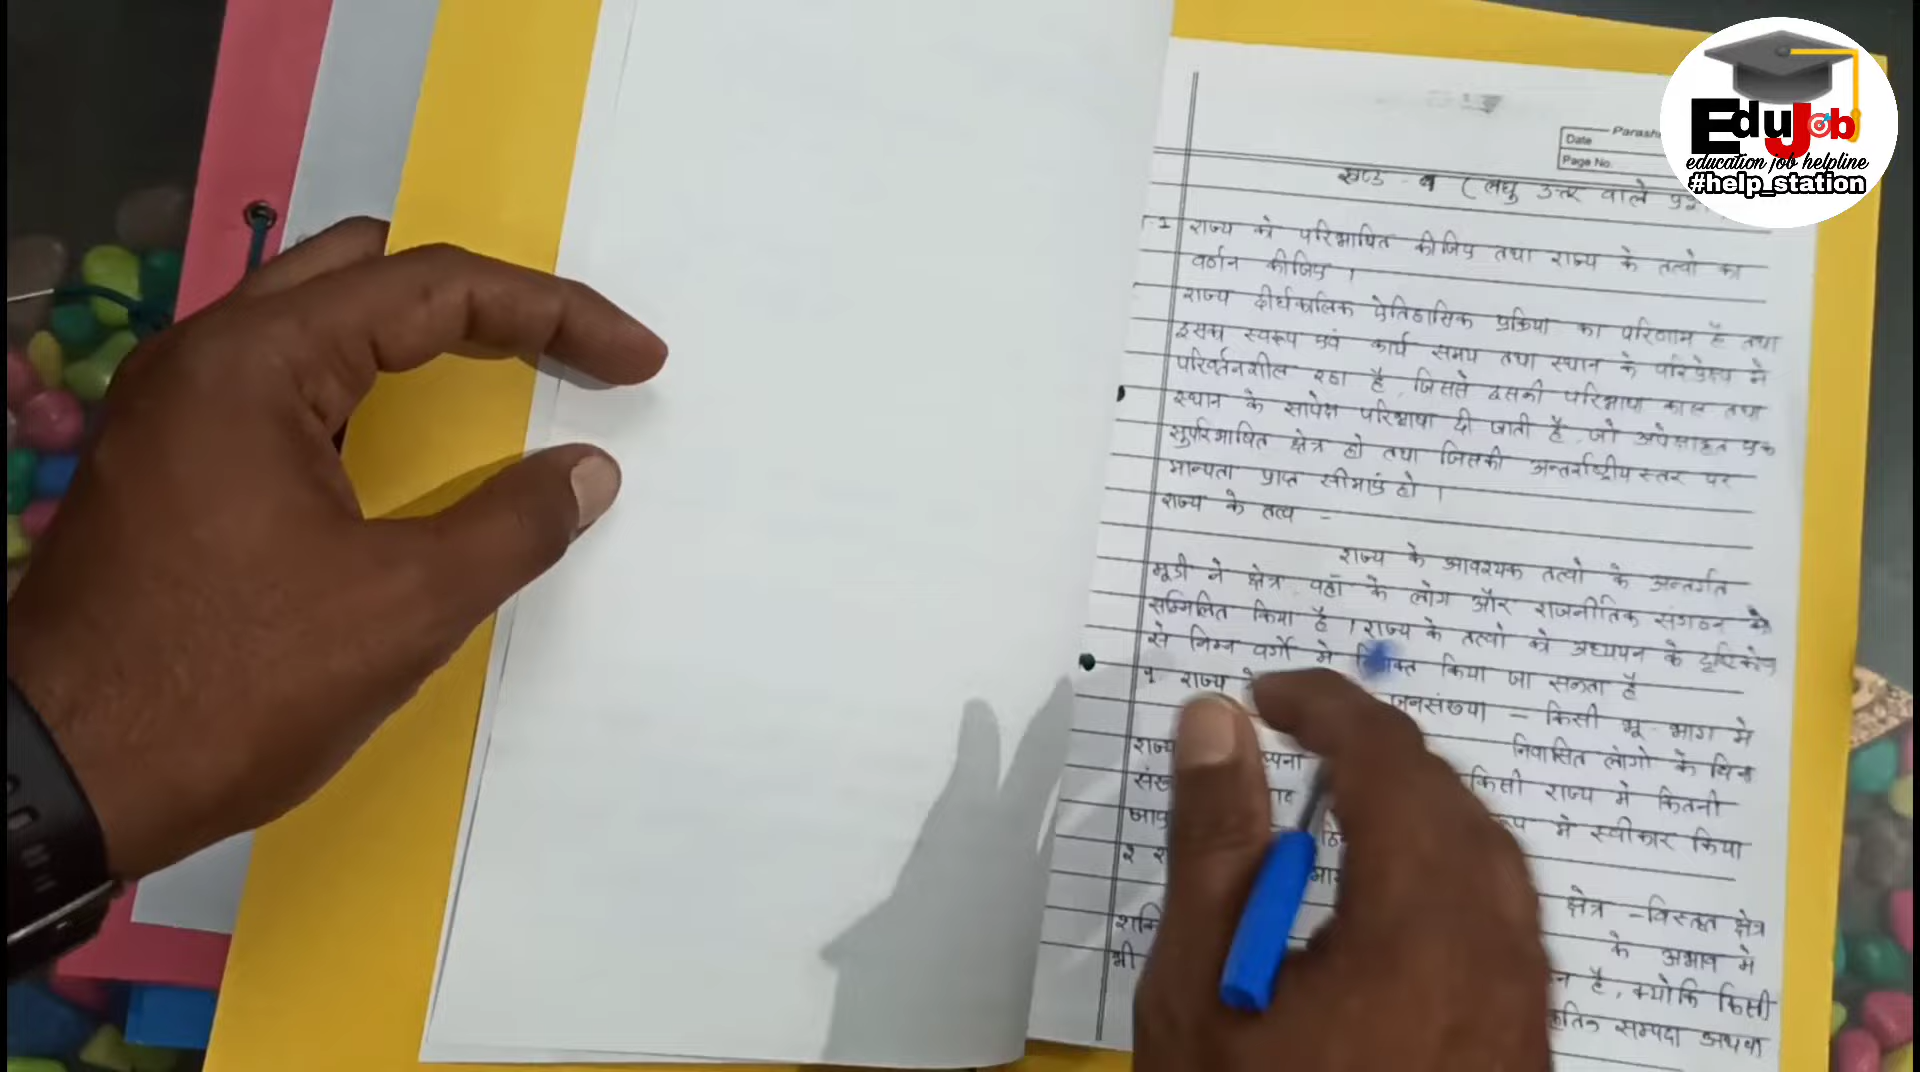 Edu Job
education job helpline
#help_station
Date
Page No.
खण्ड - ब (लघु उत्तर वाले
1 राज्य को परिभाषित कीजिए तथा राज्य के तत्वो का
वर्णन कीजिए ।
राज्य दीर्घकालिक ऐतिहासिक प्रक्रिया का परिणाम है तथा
इसका स्वरूप एवं कार्य समय तथा स्थान के परिप्रेक्ष्य मे
परिवर्तनशील रहा है, जिससे इसकी परिभाषा काल तथा
स्थान के सापेक्ष परिभाषा दी जाती है, जो अपेक्षाकृत एक
सुपरिभाषित क्षेत्र हो तथा जिसकी अन्तर्राष्ट्रीय स्तर पर
मान्यता प्राप्त सीमाएं हो ।
राज्य के तत्व -
राज्य के आवश्यक तत्वो के अन्तर्गत
मूडी ने क्षेत्र वहाँ के लोग और राजनीतिक संगठन को
सम्मिलित किया है । राज्य के तत्वो को अध्ययन के दृष्टिकोण
से निम्न वर्गो मे किया जा सकता है
1 राज्य जनसंख्या - किसी भू-भाग मे
निवासित लोगो के बिना
राज्य किसी राज्य मे कितनी
मे स्वीकार किया
2
क्षेत्र - विस्तृत क्षेत्र
के अभाव मे
भी है, क्योकि किसी
सम्पदा अथवा